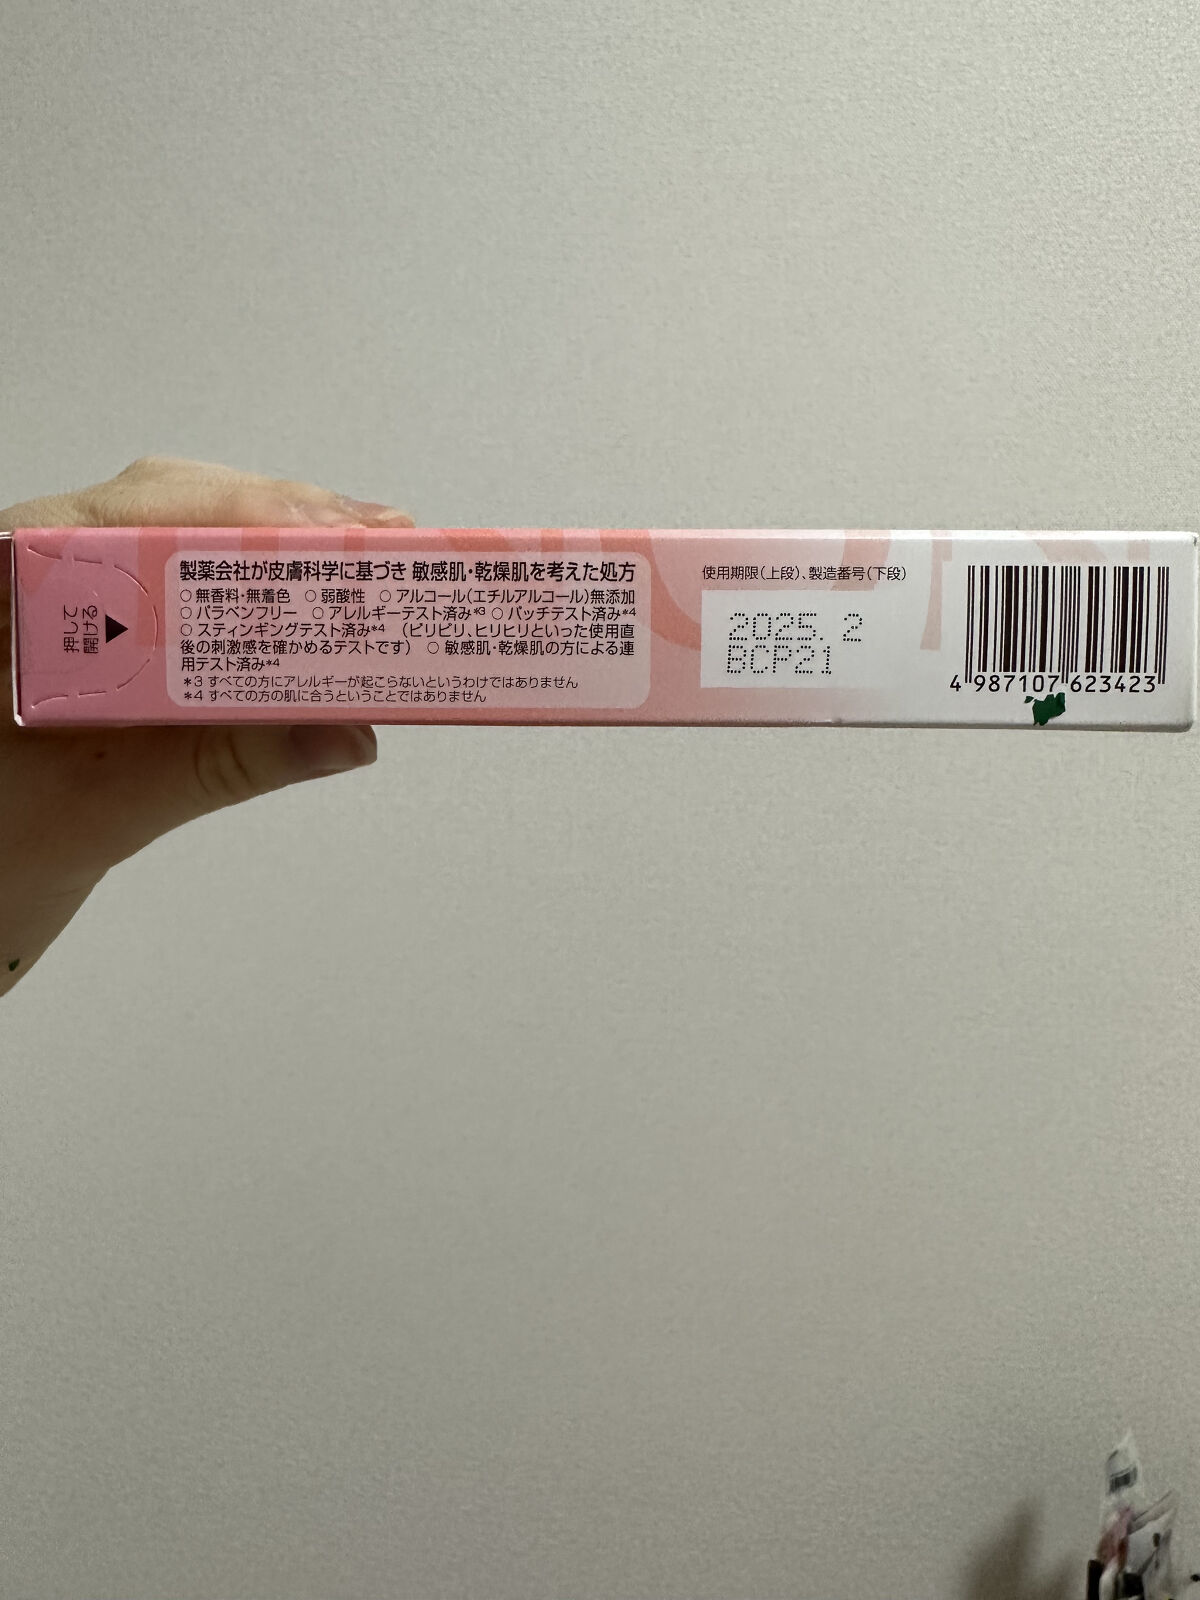 押して
開ける
製薬会社が皮膚科学に基づき 敏感肌・乾燥肌を考えた処方
○ 無香料・無着色 ○ 弱酸性 ○ アルコール(エチルアルコール)無添加
○ パラベンフリー ○ アレルギーテスト済み*3 ○ パッチテスト済み*4
○ スティンギングテスト済み*4 (ピリピリ、ヒリヒリといった使用直
後の刺激感を確かめるテストです) ○ 敏感肌・乾燥肌の方による連
用テスト済み*4
*3 すべての方にアレルギーが起こらないというわけではありません
*4 すべての方の肌に合うということではありません
使用期限(上段)、製造番号(下段)
2025. 2
BCP21
4 987107 623423